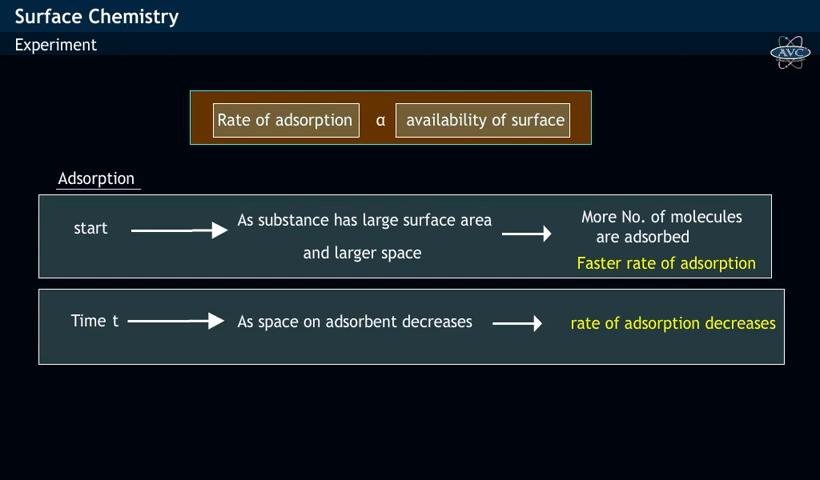 Surface Chemistry
Experiment
AVC
Rate of adsorption α availability of surface
Adsorption
start
As substance has large surface area
and larger space
More No. of molecules
are adsorbed
Faster rate of adsorption
Time t
As space on adsorbent decreases
rate of adsorption decreases